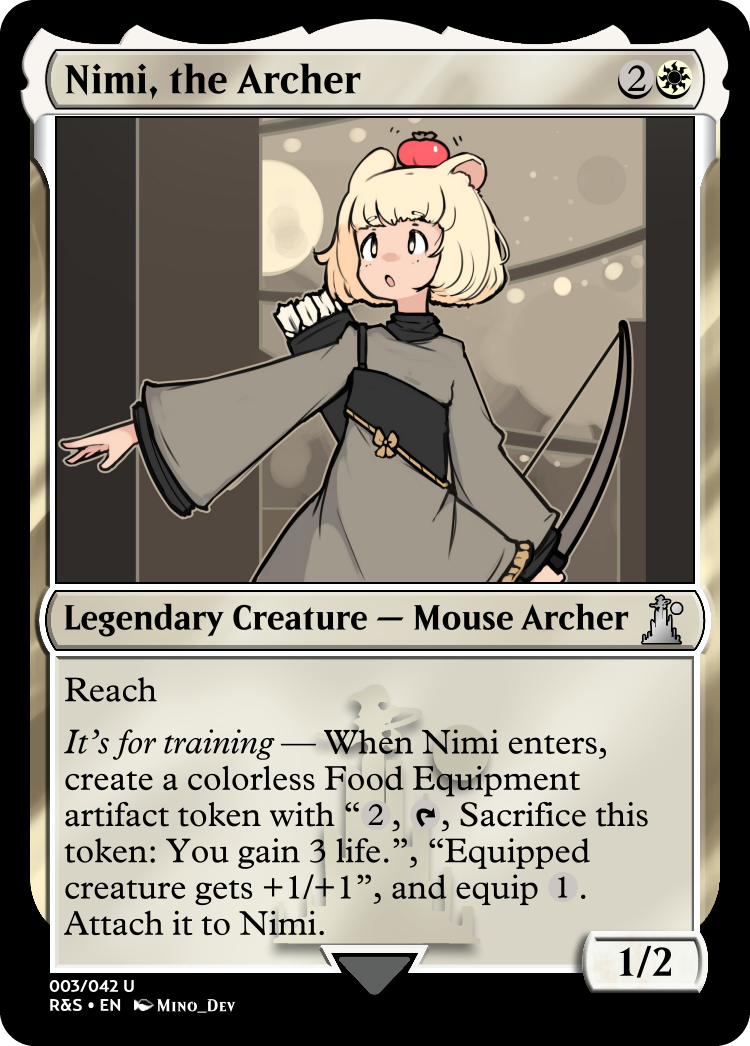 Nimi, the Archer 2
Legendary Creature — Mouse Archer
Reach
It's for training — When Nimi enters,
create a colorless Food Equipment
artifact token with “2, , Sacrifice this
token: You gain 3 life.”, “Equipped
creature gets +1/+1”, and equip 1.
Attach it to Nimi.
1/2
003/042 U
R&S • EN Mino_Dev